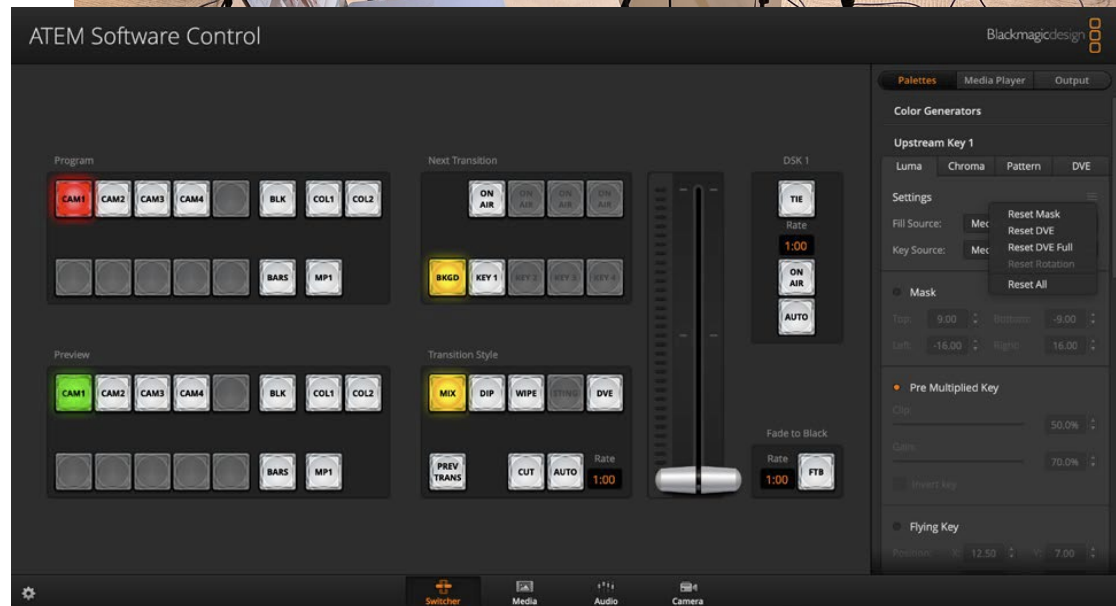 ATEM Software Control
Blackmagicdesign
Palettes Media Player Output
Color Generators
Upstream Key 1
Luma Chroma Pattern DVE
Settings
Fill Source: Med
Key Source: Med
Reset Mask
Reset DVE
Reset DVE Full
Reset Rotation
Reset All
Mask
Top: 9.00 Bottom: -9.00
Left: -16.00 Right: 16.00
Pre Multiplied Key
Clip:
50.0%
Gain:
70.0%
Invert key
Flying Key
Position: X: 12.50 Y: 7.00
Program
CAM1 CAM2 CAM3 CAM4 BLK COL1 COL2
BARS MP1
Next Transition
ON AIR ON AIR ON AIR ON AIR
BKGD KEY 1 KEY 2 KEY 3 KEY 4
DSK 1
TIE
Rate
1:00
ON AIR
AUTO
Preview
CAM1 CAM2 CAM3 CAM4 BLK COL1 COL2
BARS MP1
Transition Style
MIX DIP WIPE STING DVE
PREV TRANS CUT AUTO Rate 1:00
Fade to Black
Rate
1:00 FTB
Switcher Media Audio Camera